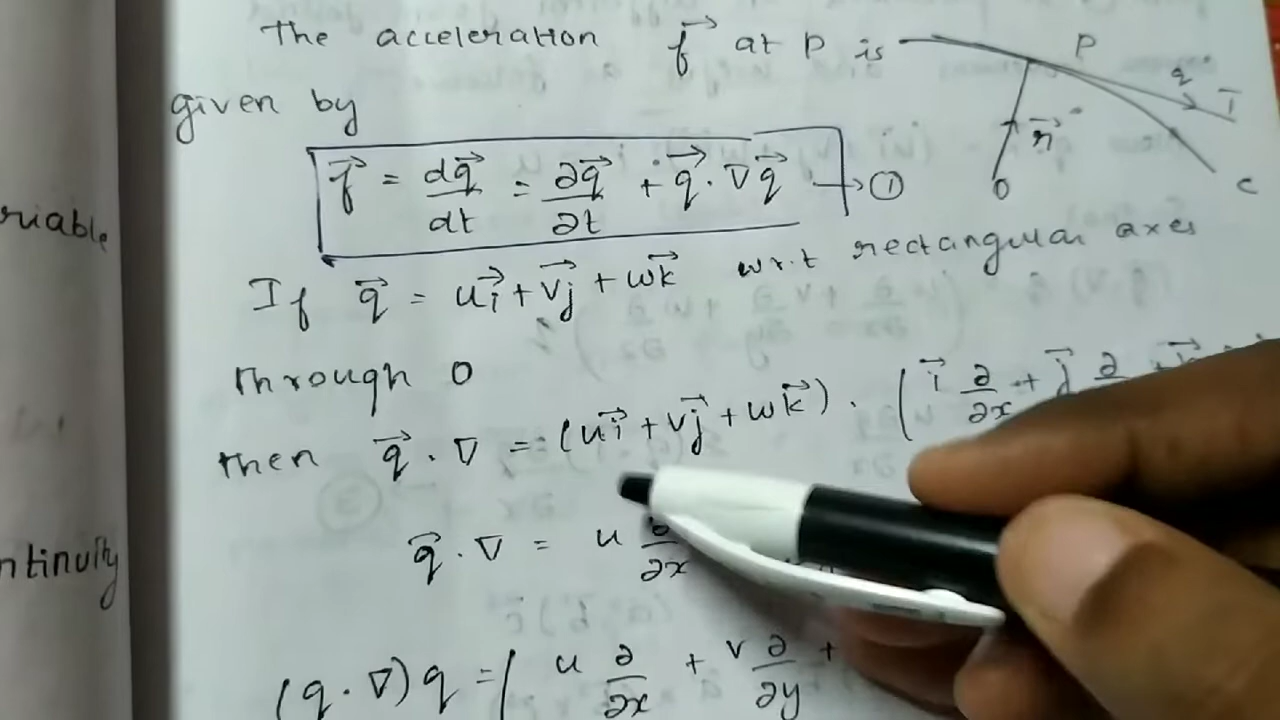 The acceleration f⃗ at P is
given by
f⃗ = dq⃗/dt = ∂q⃗/∂t + q⃗ · ∇q⃗ → ①
P
q
T
r⃗
O
C
If q⃗ = ui⃗ + vj⃗ + wk⃗ w.r.t rectangular axes
through O
then q⃗ · ∇ = (ui⃗ + vj⃗ + wk⃗) · (i⃗ ∂/∂x + j⃗ ∂
q⃗ · ∇ = u ∂/∂x
(q · ∇) q = ( u ∂/∂x + v ∂/∂y +
riable
ntinuity